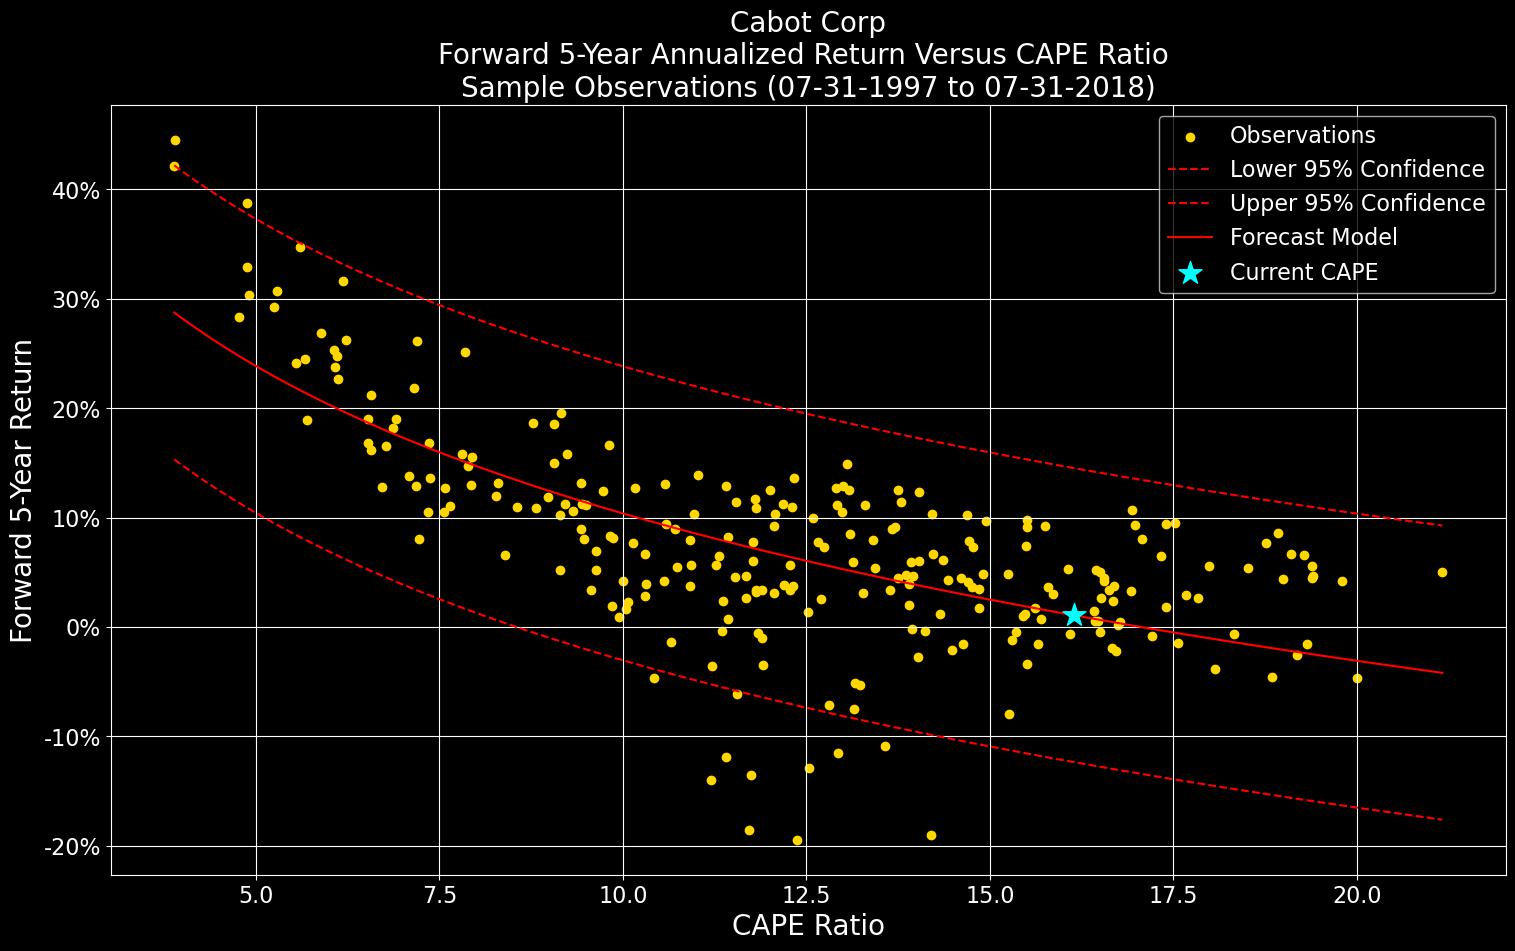 Cabot Corp
Forward 5-Year Annualized Return Versus CAPE Ratio
Sample Observations (07-31-1997 to 07-31-2018)
Observations
Lower 95% Confidence
Upper 95% Confidence
Forecast Model
Current CAPE
Forward 5-Year Return
40%
30%
20%
10%
0%
-10%
-20%
5.0 7.5 10.0 12.5 15.0 17.5 20.0
CAPE Ratio